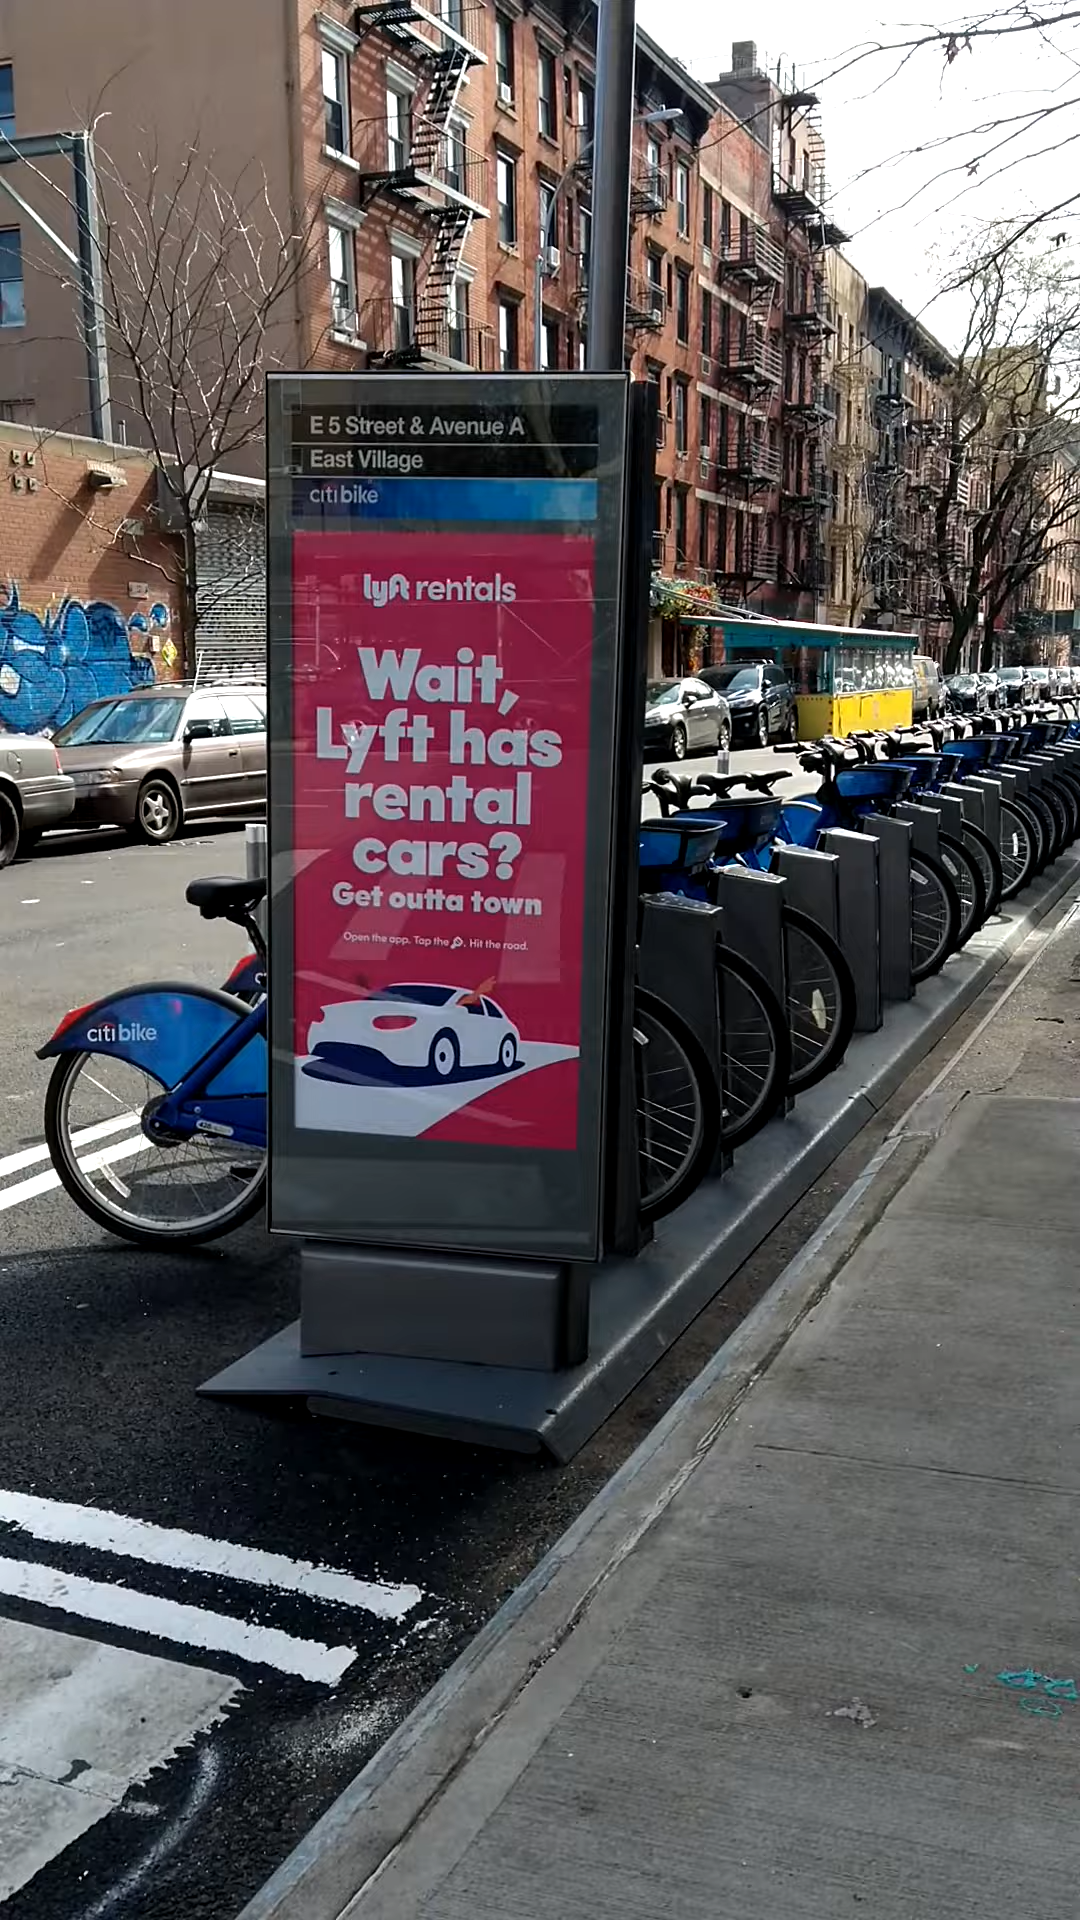 E 5 Street & Avenue A
East Village
citi bike
lyft rentals
Wait,
Lyft has
rental
cars?
Get outta town
Open the app. Tap the . Hit the road.
citi bike